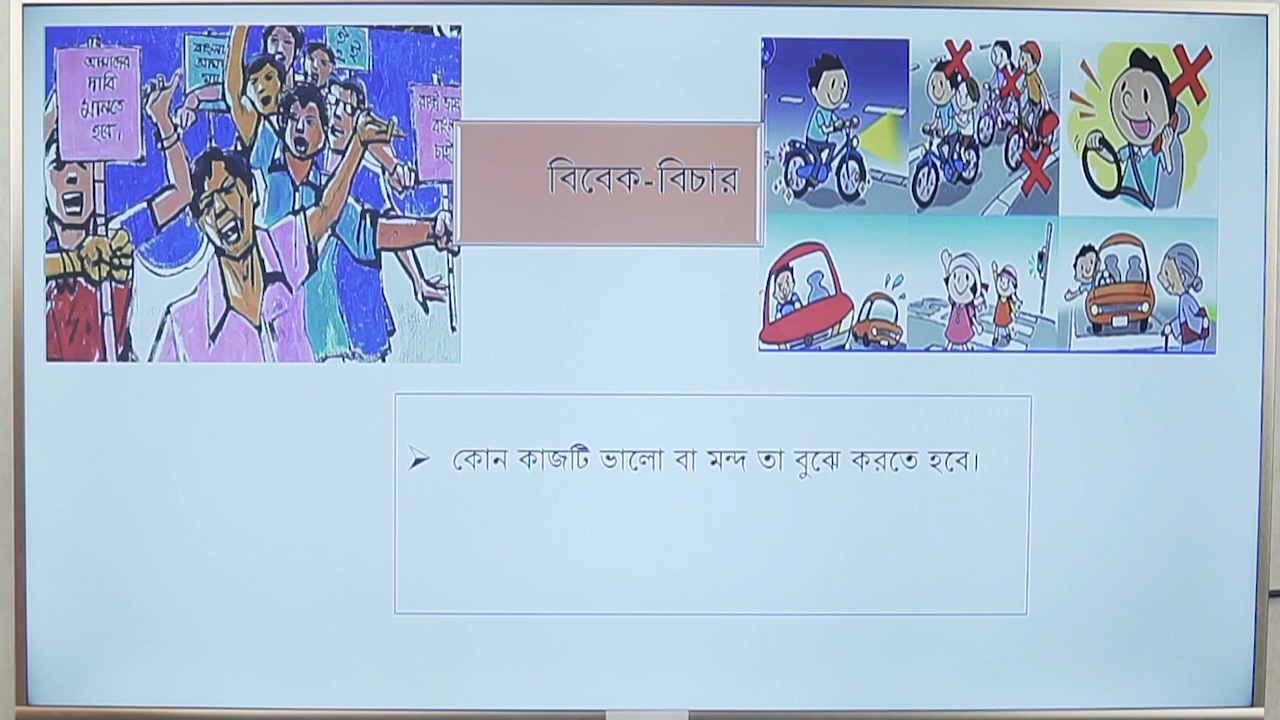 আমাদের
দাবি
মানতে
হবে।
বাংলা
বিবেক-বিচার
কোন কাজটি ভালো বা মন্দ তা বুঝে করতে হবে।